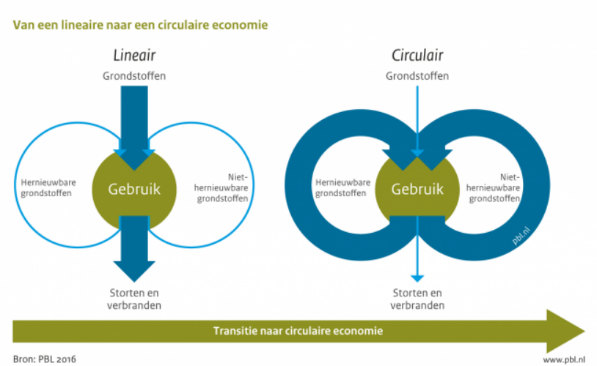 Van een lineaire naar een circulaire economie
Lineair
Grondstoffen
Hernieuwbare
grondstoffen
Gebruik
Niet-
hernieuwbare
grondstoffen
Storten en
verbranden
Circulair
Grondstoffen
Hernieuwbare
grondstoffen
Gebruik
Niet-
hernieuwbare
grondstoffen
pbl.nl
Storten en
verbranden
Transitie naar circulaire economie
Bron: PBL 2016
www.pbl.nl